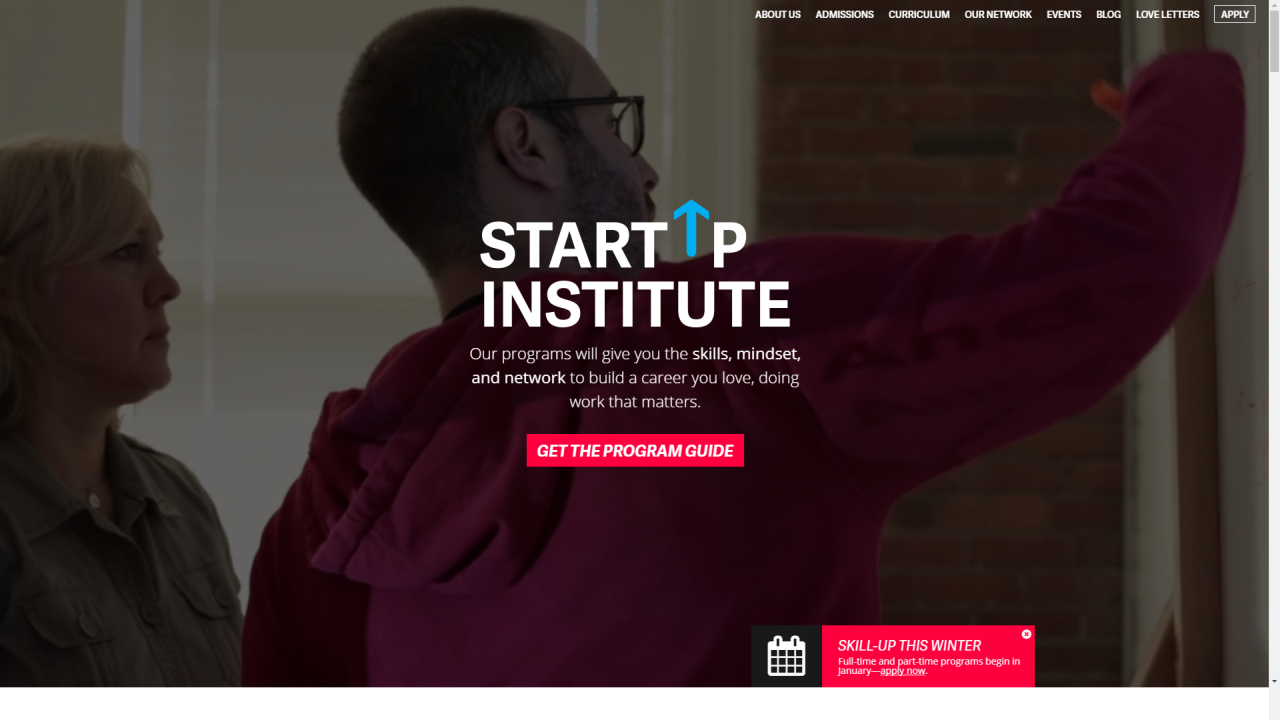 ABOUT US ADMISSIONS CURRICULUM OUR NETWORK EVENTS BLOG LOVE LETTERS APPLY
START↑P
INSTITUTE
Our programs will give you the skills, mindset,
and network to build a career you love, doing
work that matters.
GET THE PROGRAM GUIDE
SKILL-UP THIS WINTER
Full-time and part-time programs begin in
January—apply now.